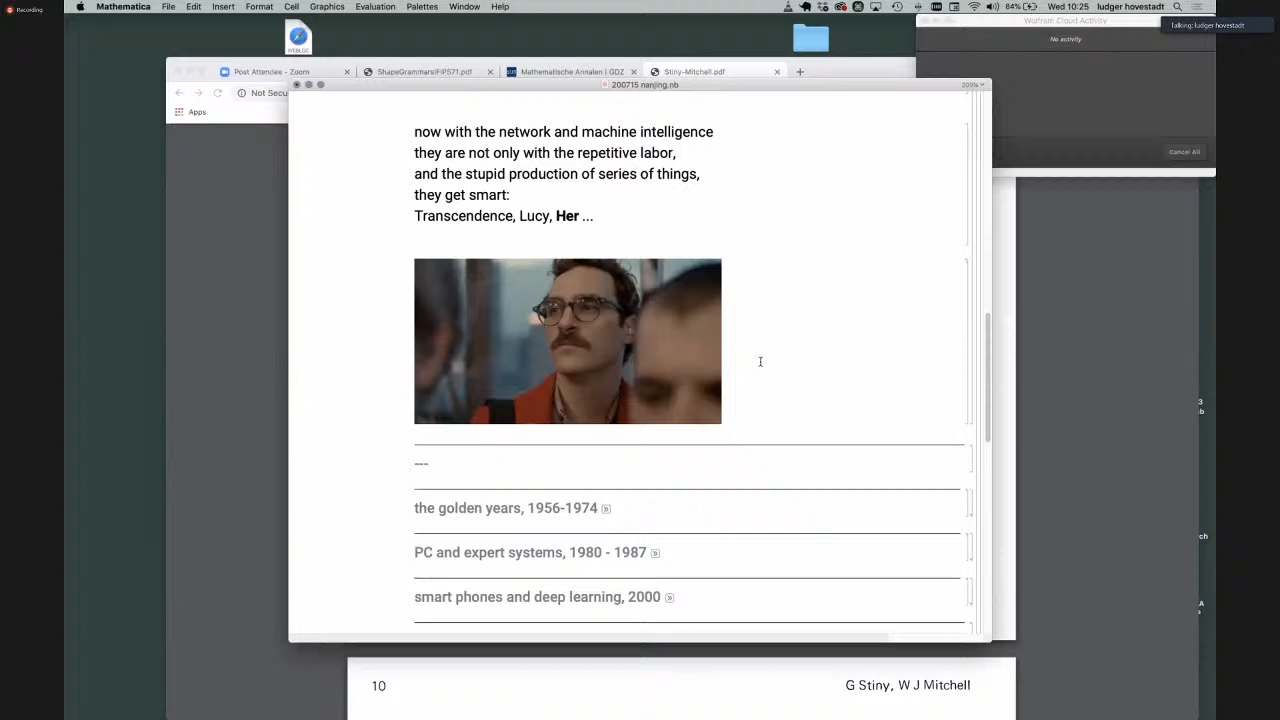 Recording
Mathematica File Edit Insert Format Cell Graphics Evaluation Palettes Window Help
84% Wed 10:25 ludger hovestadt
Talking: ludger hovestadt
Wolfram Cloud Activity
No activity
Cancel All
WEBLOC
Post Attendee - Zoom
ShapeGrammarsIFIPS71.pdf
Mathematische Annalen | GDZ
Stiny-Mitchell.pdf
Not Secu
Apps
200715 nanjing.nb
200%
now with the network and machine intelligence
they are not only with the repetitive labor,
and the stupid production of series of things,
they get smart:
Transcendence, Lucy, Her ...
---
the golden years, 1956-1974
PC and expert systems, 1980 - 1987
smart phones and deep learning, 2000
10
G Stiny, W J Mitchell